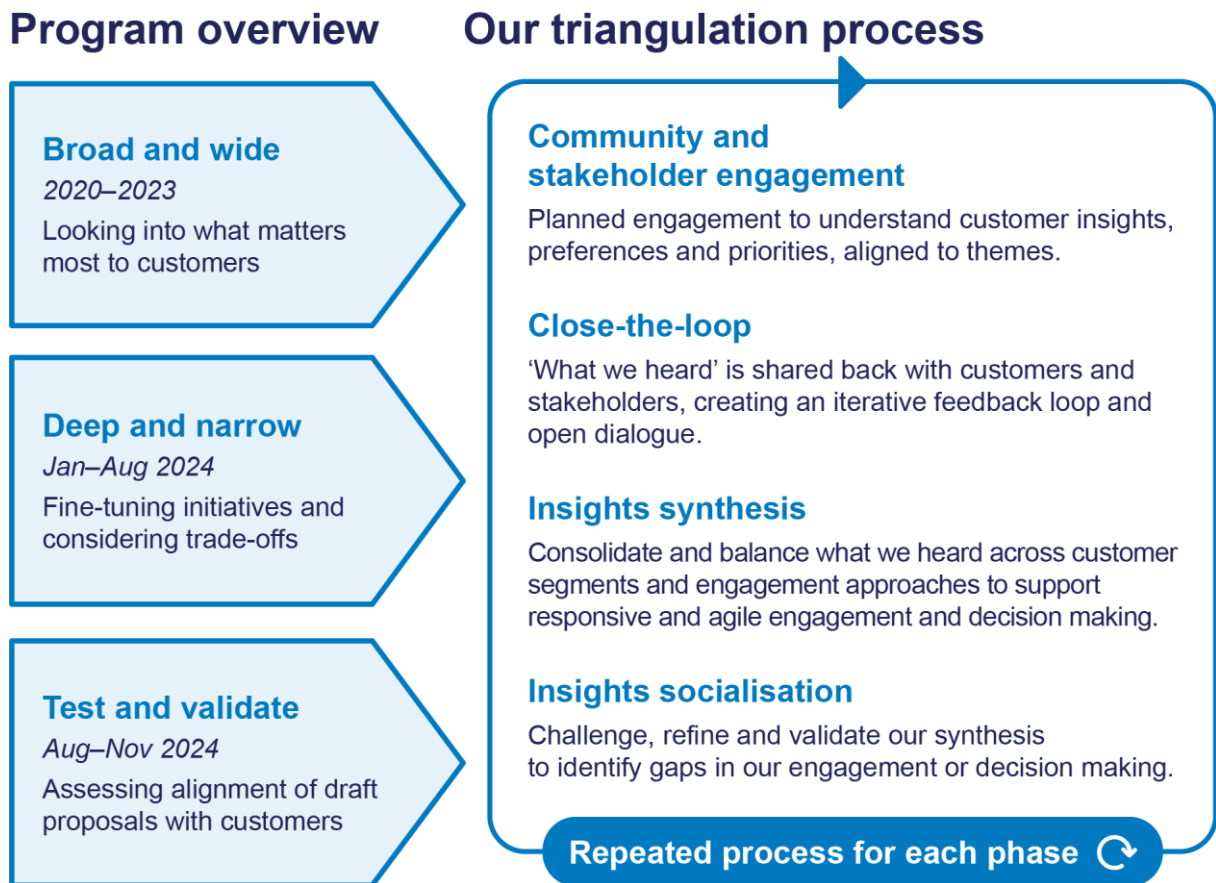 Program overview
Broad and wide
2020–2023
Looking into what matters
most to customers
Deep and narrow
Jan–Aug 2024
Fine-tuning initiatives and
considering trade-offs
Test and validate
Aug–Nov 2024
Assessing alignment of draft
proposals with customers
Our triangulation process
Community and
stakeholder engagement
Planned engagement to understand customer insights,
preferences and priorities, aligned to themes.
Close-the-loop
‘What we heard’ is shared back with customers and
stakeholders, creating an iterative feedback loop and
open dialogue.
Insights synthesis
Consolidate and balance what we heard across customer
segments and engagement approaches to support
responsive and agile engagement and decision making.
Insights socialisation
Challenge, refine and validate our synthesis
to identify gaps in our engagement or decision making.
Repeated process for each phase